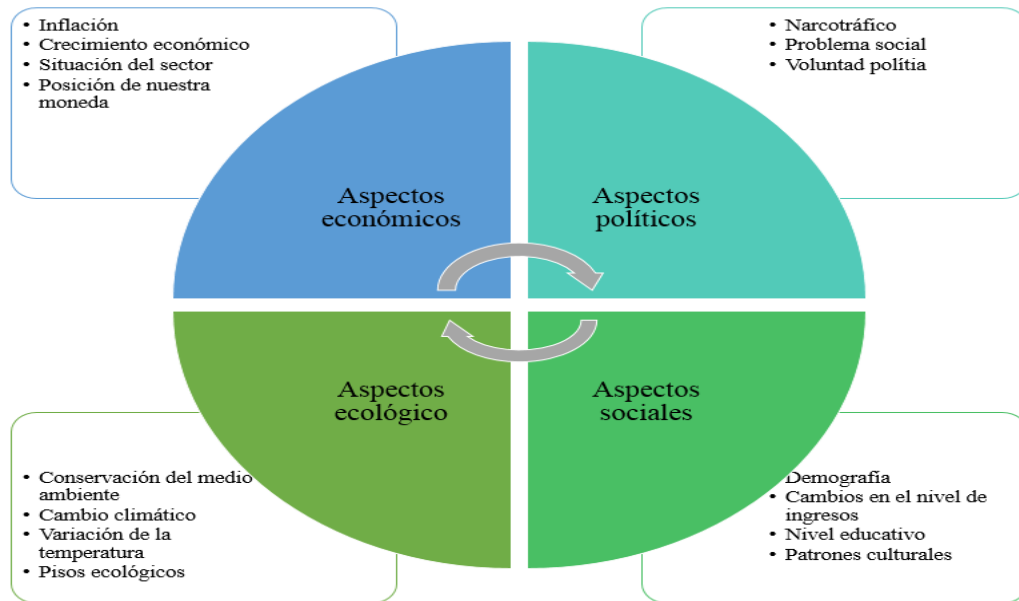 • Inflación
• Crecimiento económico
• Situación del sector
• Posición de nuestra
moneda
• Narcotráfico
• Problema social
• Voluntad polítia
Aspectos
económicos
Aspectos
políticos
Aspectos
ecológico
Aspectos
sociales
• Conservación del medio
ambiente
• Cambio climático
• Variación de la
temperatura
• Pisos ecológicos
• Demografía
• Cambios en el nivel de
ingresos
• Nivel educativo
• Patrones culturales